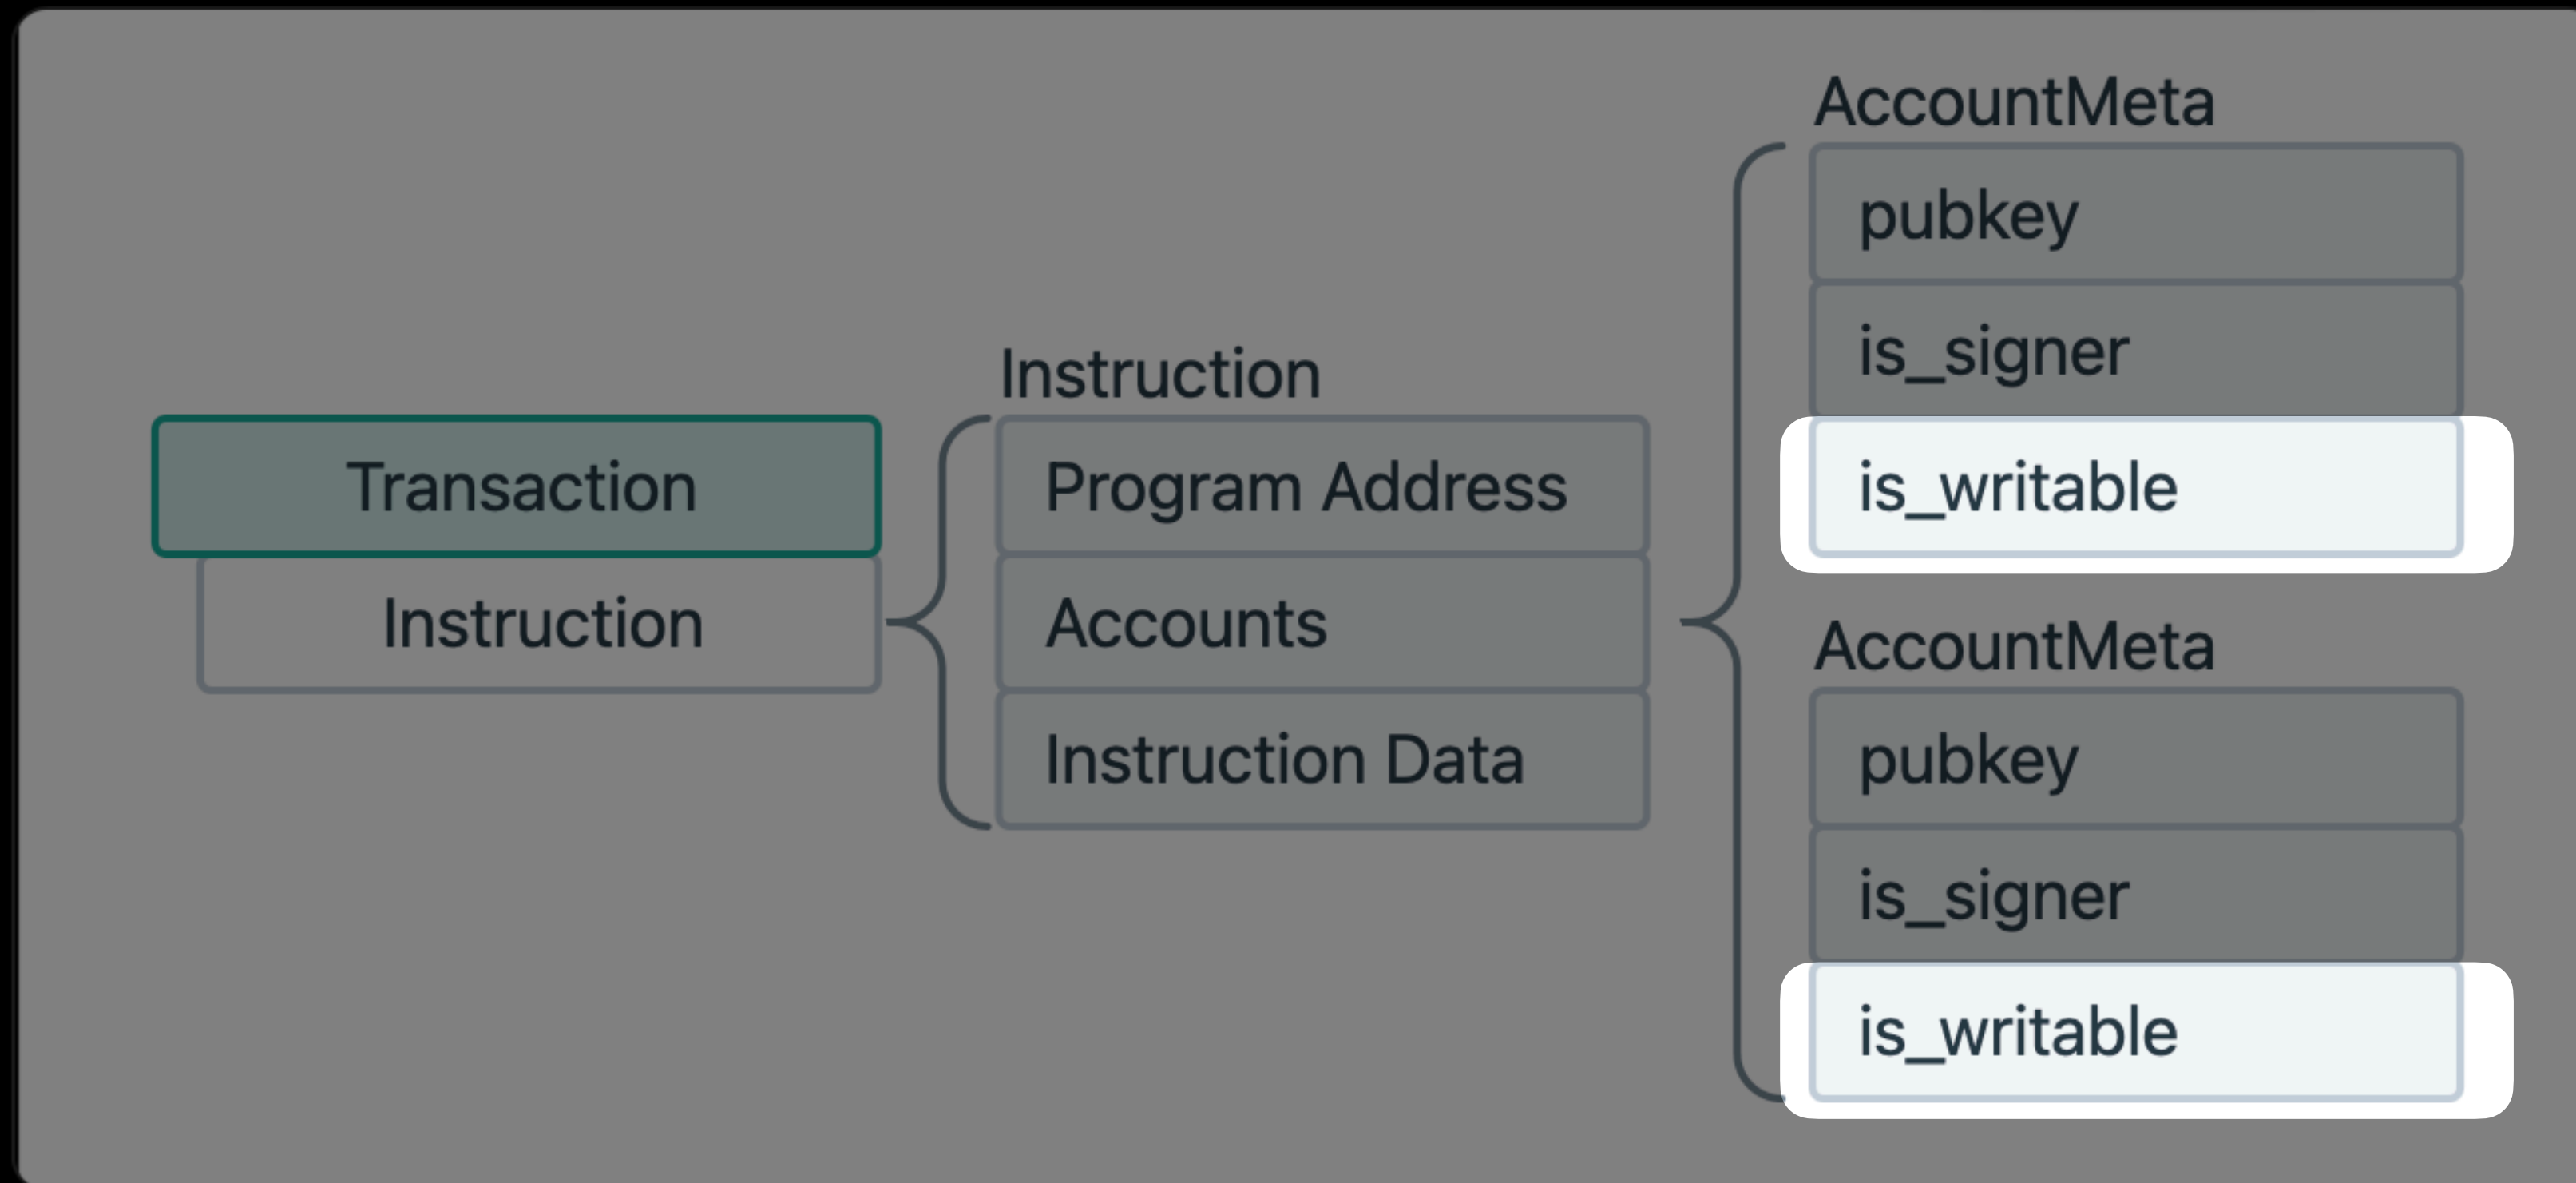 Transaction
Instruction
Instruction
Program Address
Accounts
Instruction Data
AccountMeta
pubkey
is_signer
is_writable
AccountMeta
pubkey
is_signer
is_writable